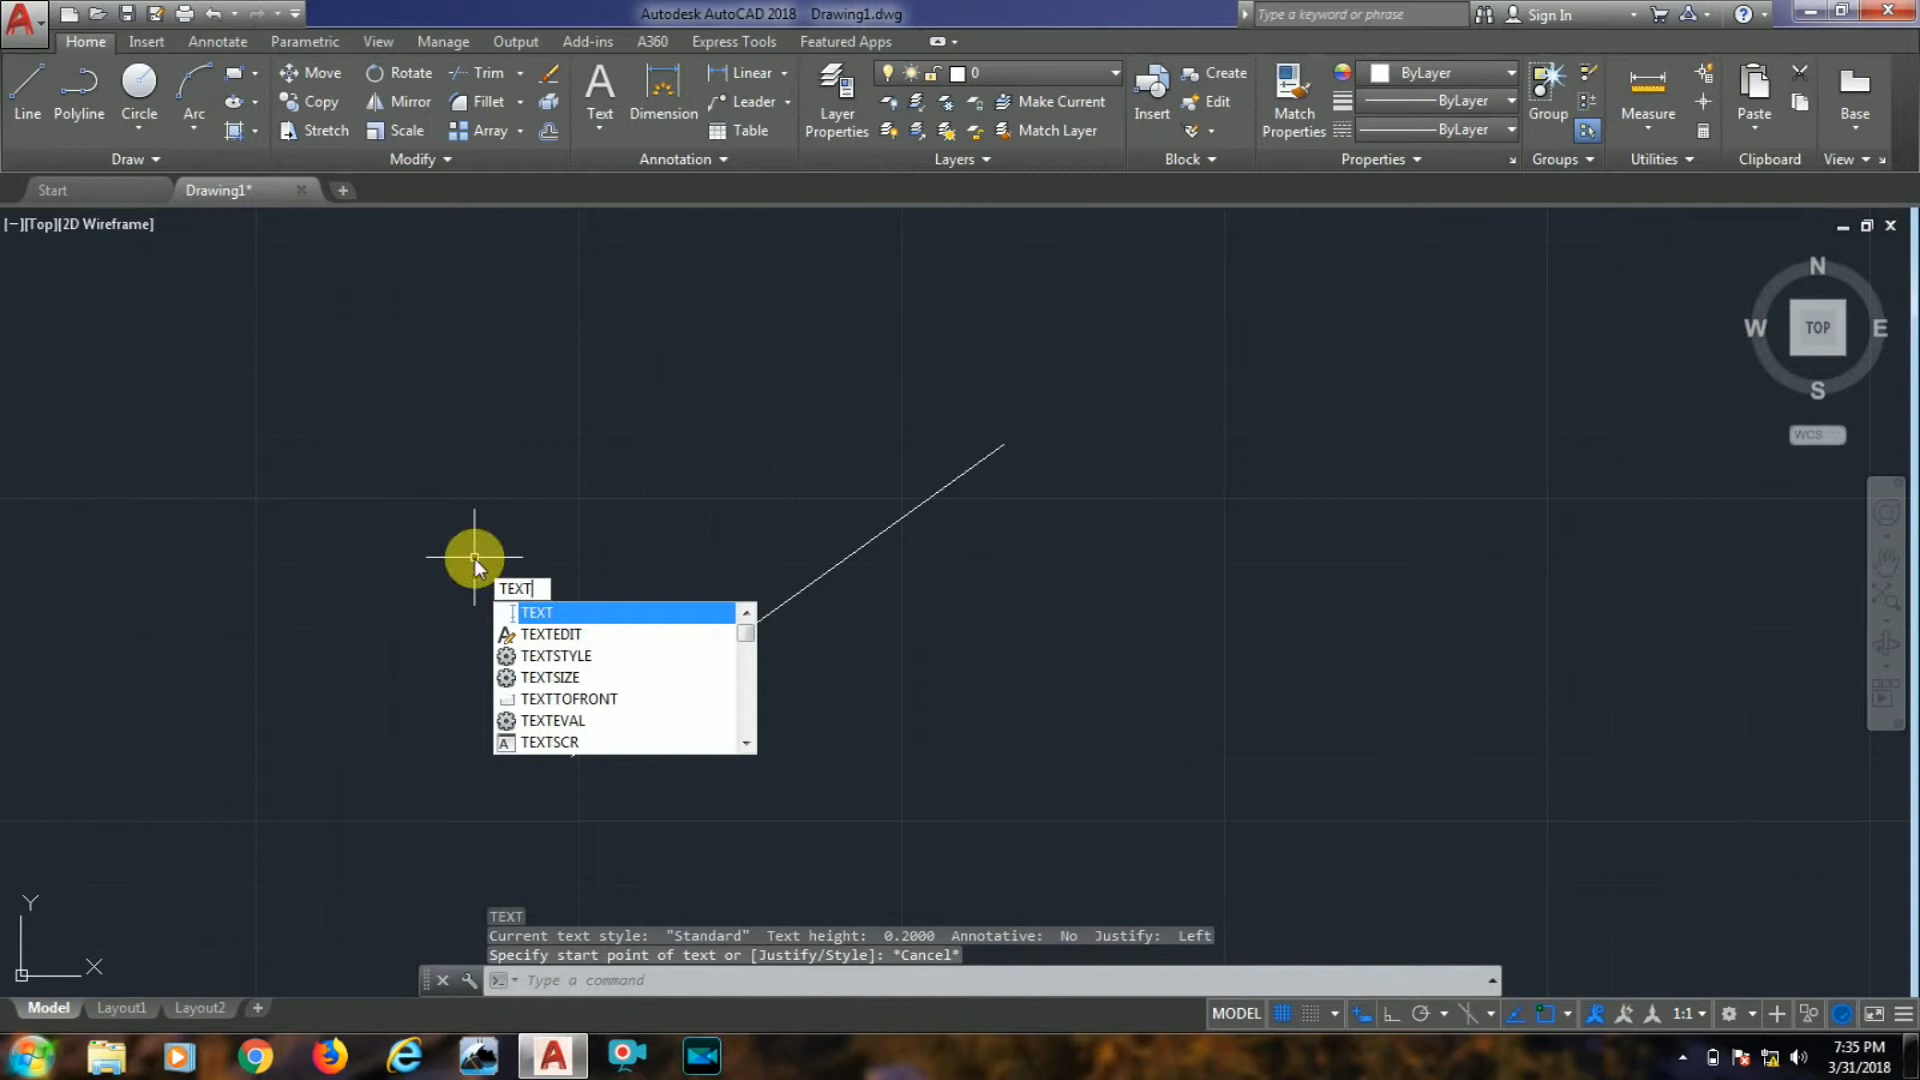 Autodesk AutoCAD 2018 Drawing1.dwg
Type a keyword or phrase
Sign In
Home Insert Annotate Parametric View Manage Output Add-ins A360 Express Tools Featured Apps
Line Polyline Circle Arc
Draw
Move Rotate Trim
Copy Mirror Fillet
Stretch Scale Array
Modify
Text Dimension
Linear
Leader
Table
Annotation
Layer Properties
0
Make Current
Match Layer
Layers
Insert
Create
Edit
Block
Match Properties
ByLayer
ByLayer
ByLayer
Properties
Group
Groups
Measure
Utilities
Paste
Clipboard
Base
View
Start Drawing1*
[−][Top][2D Wireframe]
N
W TOP E
S
WCS
TEXT
TEXT
TEXTEDIT
TEXTSTYLE
TEXTSIZE
TEXTTOFRONT
TEXTEVAL
TEXTSCR
Y
X
TEXT
Current text style: "Standard" Text height: 0.2000 Annotative: No Justify: Left
Specify start point of text or [Justify/Style]: *Cancel*
Type a command
Model Layout1 Layout2
MODEL 1:1
7:35 PM
3/31/2018